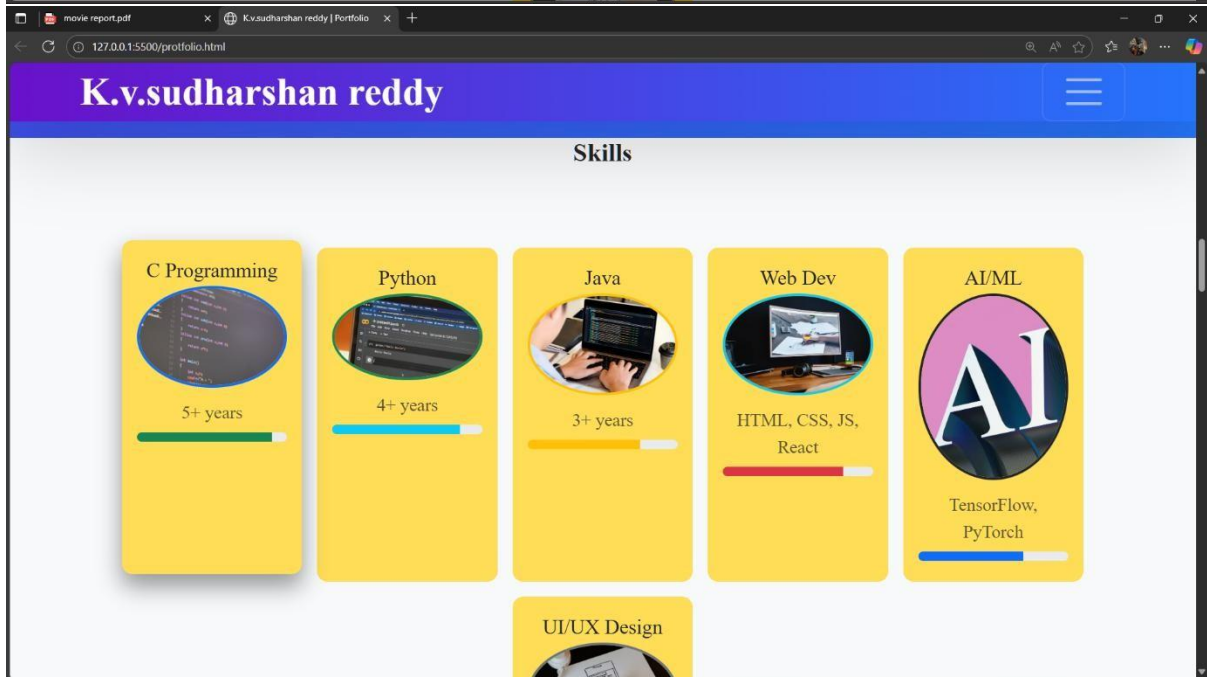 movie report.pdf
K.v.sudharshan reddy | Portfolio
127.0.0.1:5500/protfolio.html
K.v.sudharshan reddy
Skills
C Programming
5+ years
Python
4+ years
Java
3+ years
Web Dev
HTML, CSS, JS,
React
AI/ML
AI
TensorFlow,
PyTorch
UI/UX Design